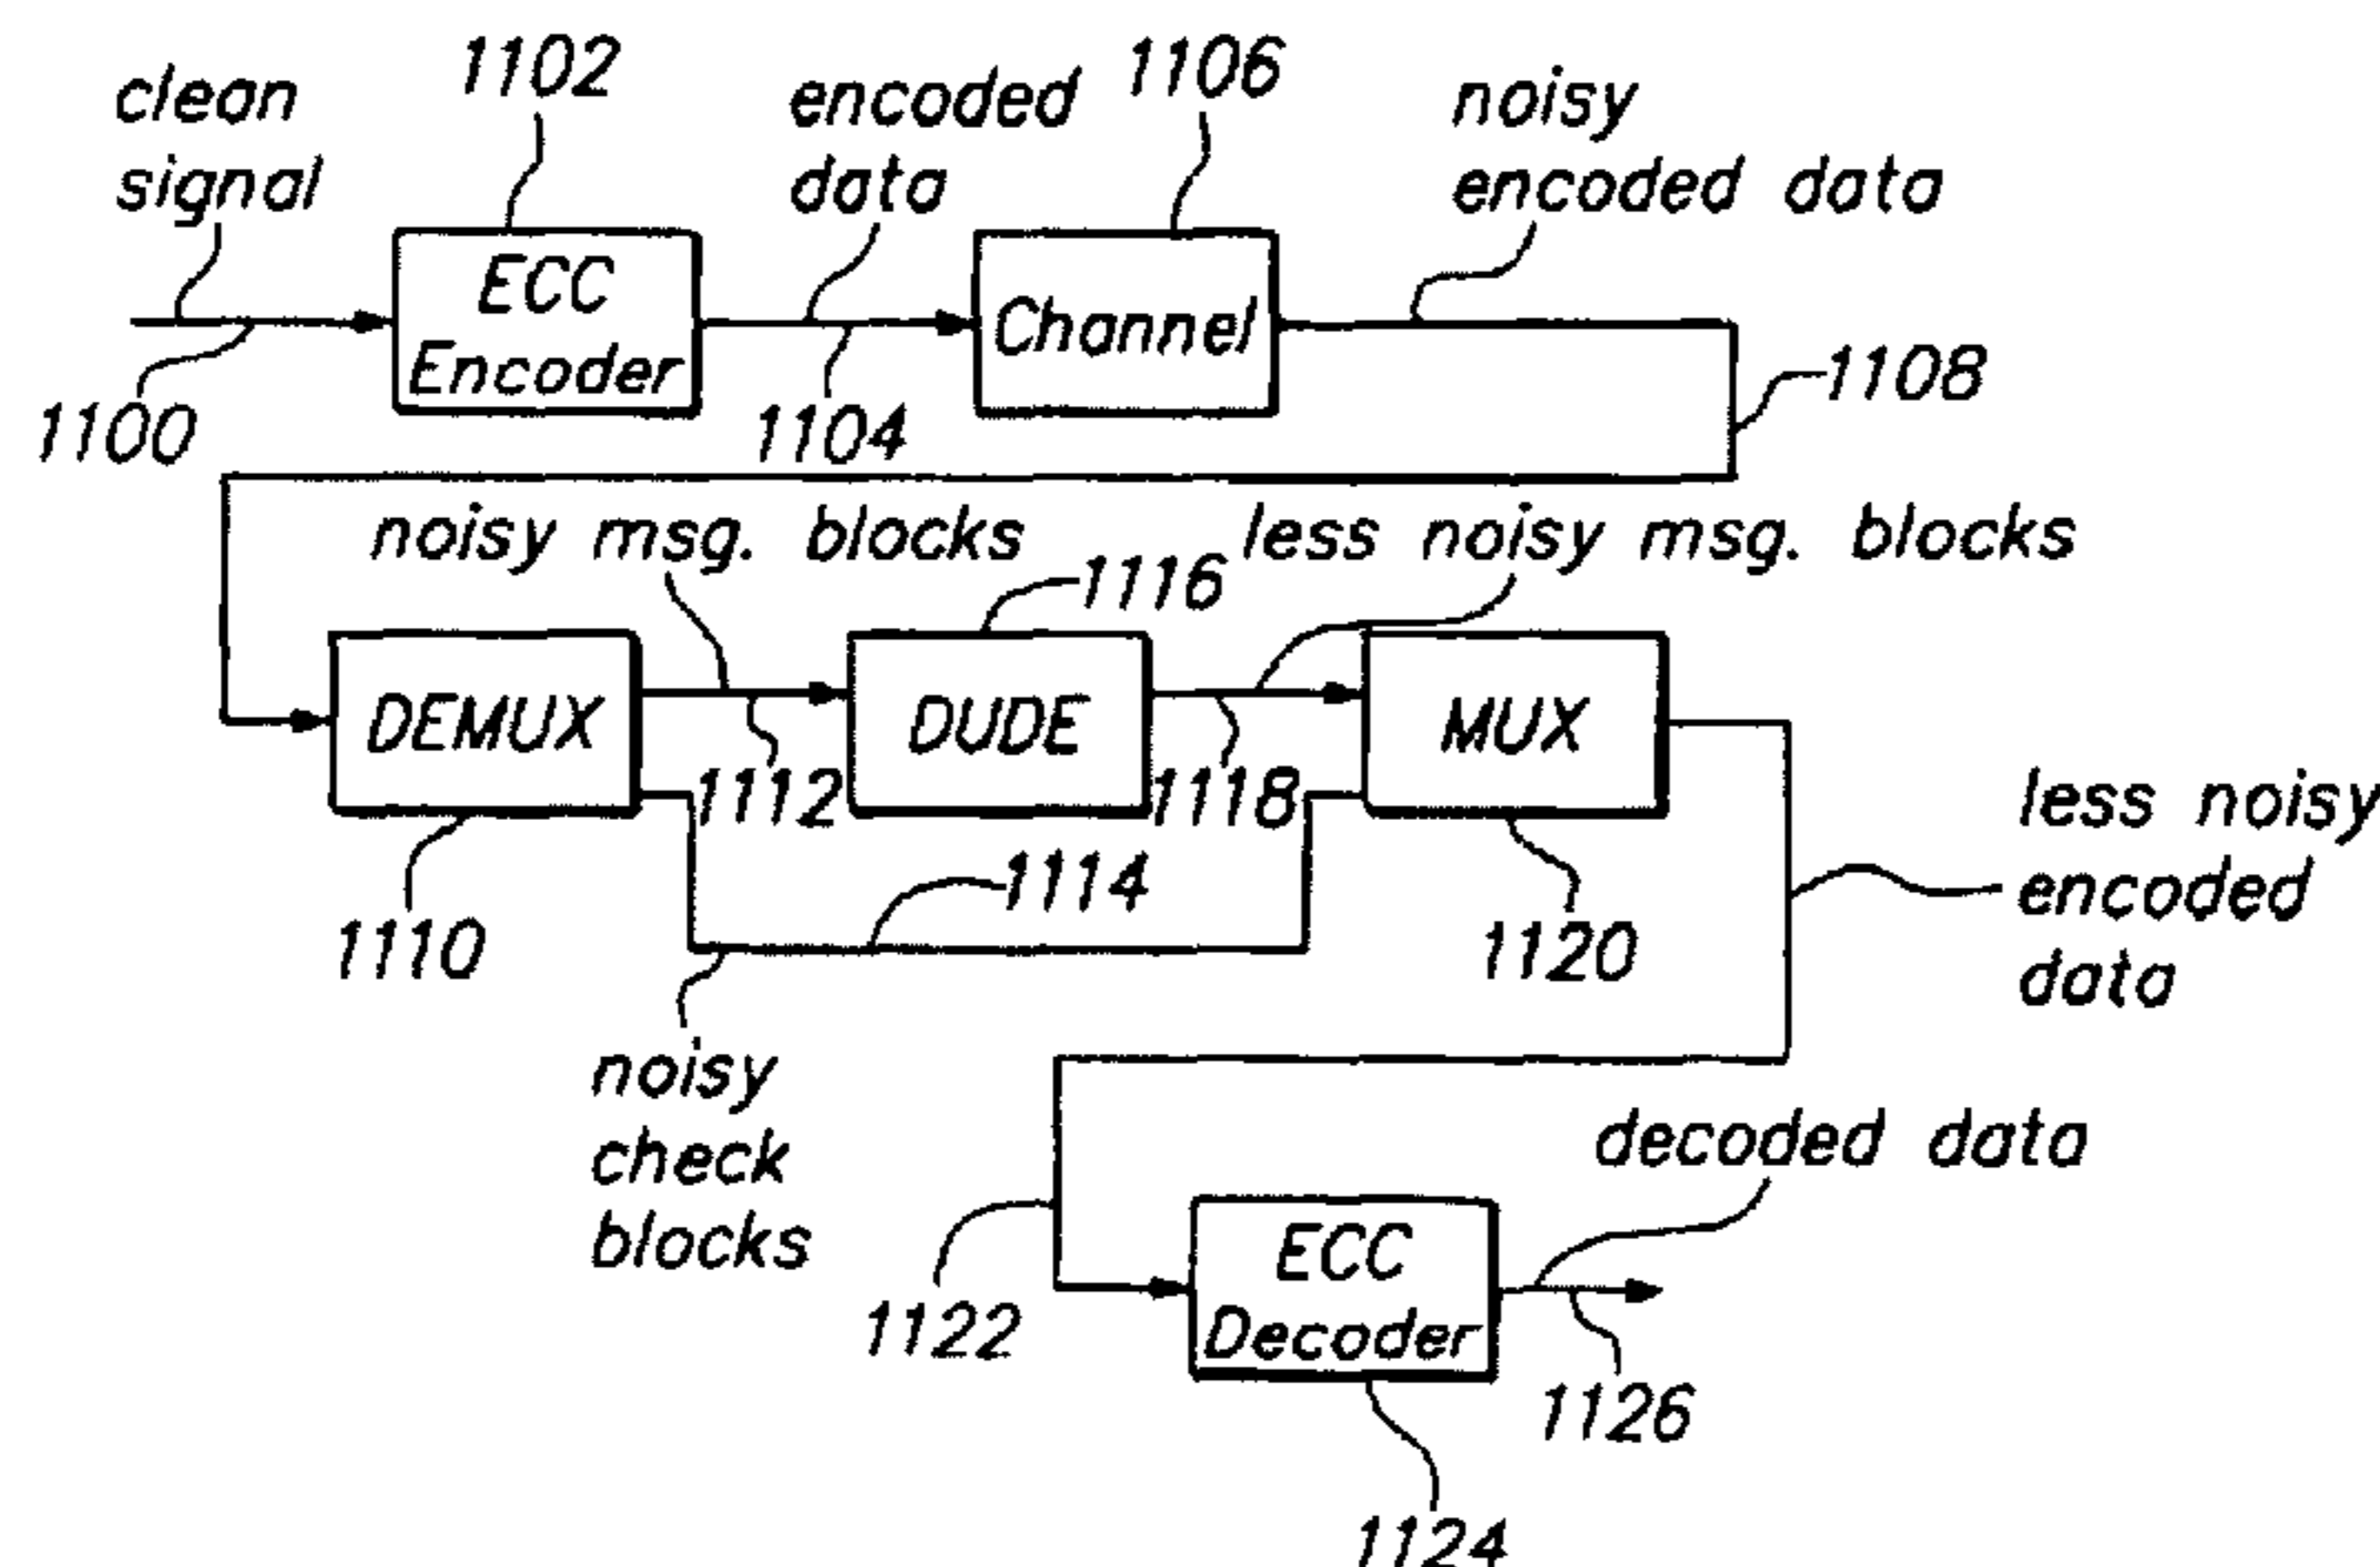 clean
signal
1102
encoded
data
1106
noisy
encoded data
ECC
Encoder
Channel
1100
1104
1108
noisy msg. blocks
less noisy msg. blocks
1116
DEMUX
DUDE
MUX
1112
1118
1114
1110
1120
less noisy
encoded
data
noisy
check
blocks
decoded data
1122
ECC
Decoder
1126
1124